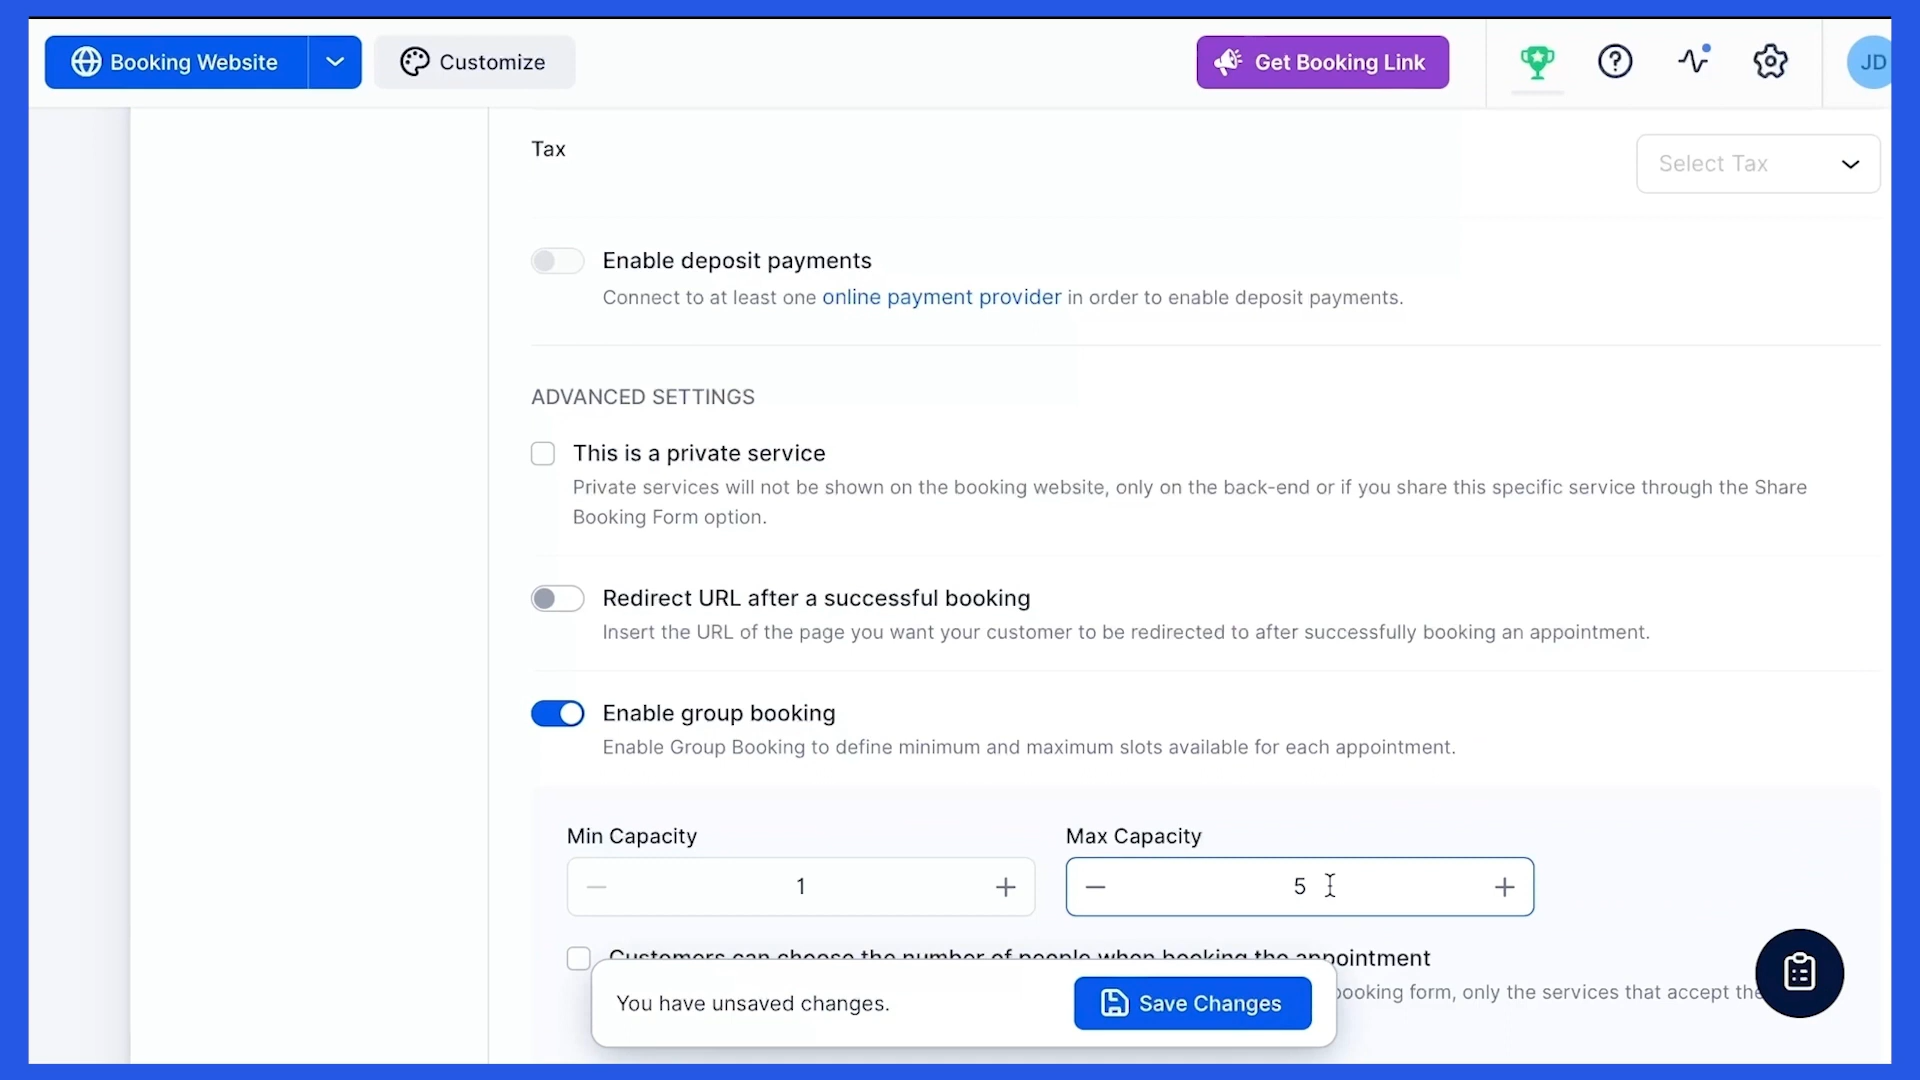 Booking Website
Customize
Get Booking Link
JD
Tax
Select Tax
Enable deposit payments
Connect to at least one online payment provider in order to enable deposit payments.
ADVANCED SETTINGS
This is a private service
Private services will not be shown on the booking website, only on the back-end or if you share this specific service through the Share
Booking Form option.
Redirect URL after a successful booking
Insert the URL of the page you want your customer to be redirected to after successfully booking an appointment.
Enable group booking
Enable Group Booking to define minimum and maximum slots available for each appointment.
Min Capacity
Max Capacity
1
5
Customers can choose the number of people when booking the appointment
booking form, only the services that accept the
You have unsaved changes.
Save Changes